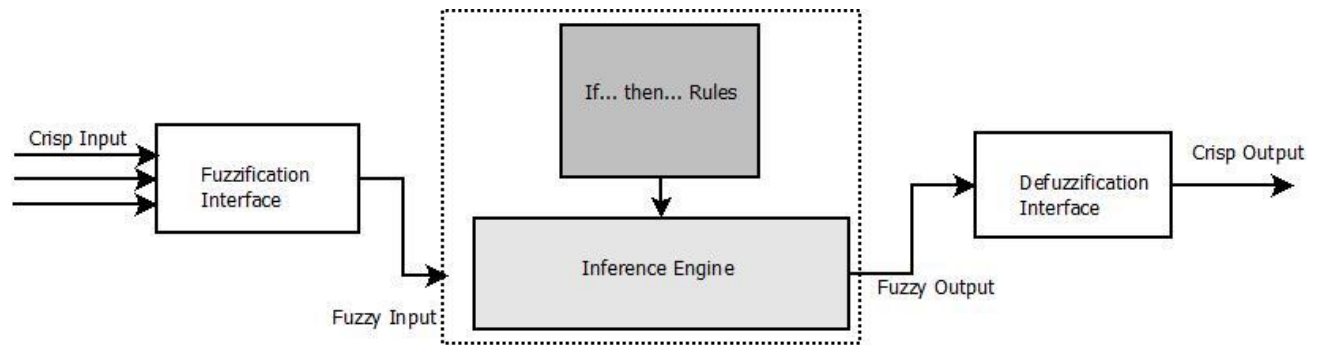 If... then... Rules
Crisp Input
Fuzzification
Interface
Crisp Output
Defuzzification
Interface
Inference Engine
Fuzzy Input
Fuzzy Output